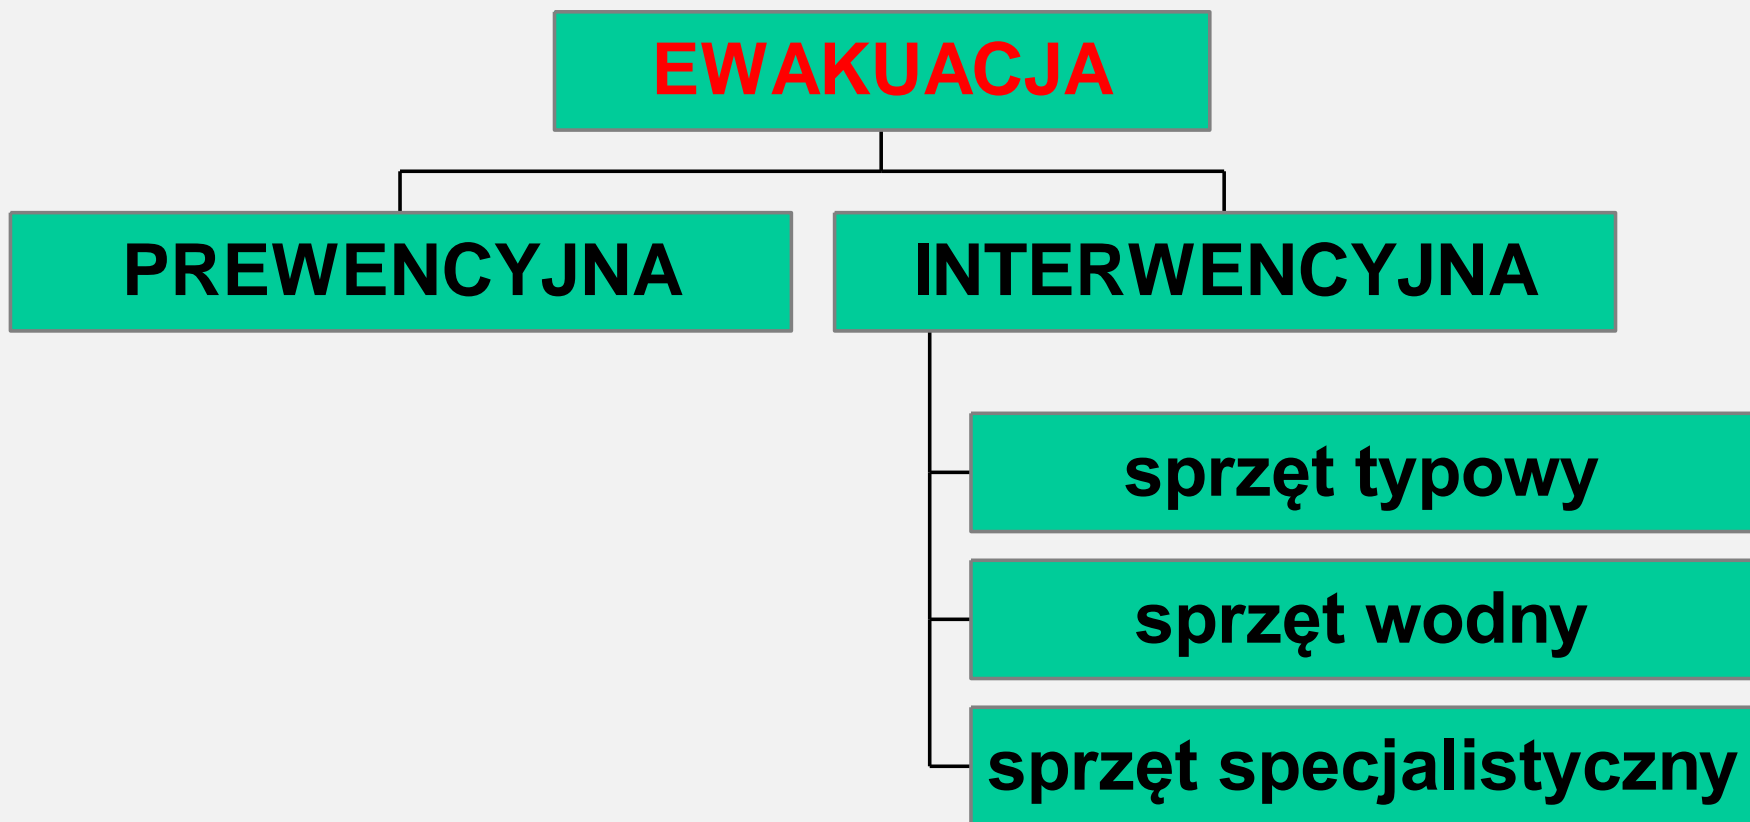 EWAKUACJA
PREWENCYJNA
INTERWENCYJNA
sprzęt typowy
sprzęt wodny
sprzęt specjalistyczny